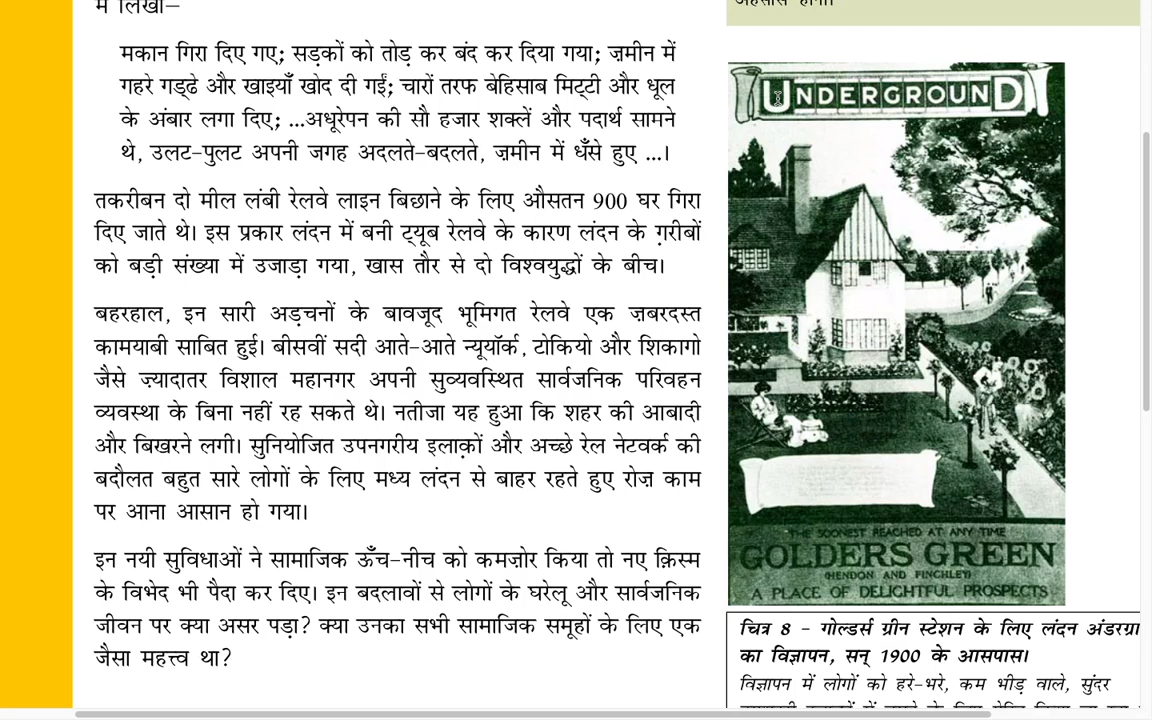 में लिखा–
मकान गिरा दिए गए; सड़कों को तोड़ कर बंद कर दिया गया; ज़मीन में
गहरे गड्ढे और खाइयाँ खोद दी गईं; चारों तरफ बेहिसाब मिट्टी और धूल
के अंबार लगा दिए; ...अधूरेपन की सौ हजार शक्लें और पदार्थ सामने
थे, उलट-पुलट अपनी जगह अदलते-बदलते, ज़मीन में धँसे हुए ...।
तकरीबन दो मील लंबी रेलवे लाइन बिछाने के लिए औसतन 900 घर गिरा
दिए जाते थे। इस प्रकार लंदन में बनी ट्यूब रेलवे के कारण लंदन के ग़रीबों
को बड़ी संख्या में उजाड़ा गया, खास तौर से दो विश्वयुद्धों के बीच।
बहरहाल, इन सारी अड़चनों के बावजूद भूमिगत रेलवे एक ज़बरदस्त
कामयाबी साबित हुई। बीसवीं सदी आते-आते न्यूयॉर्क, टोकियो और शिकागो
जैसे ज़्यादातर विशाल महानगर अपनी सुव्यवस्थित सार्वजनिक परिवहन
व्यवस्था के बिना नहीं रह सकते थे। नतीजा यह हुआ कि शहर की आबादी
और बिखरने लगी। सुनियोजित उपनगरीय इलाक़ों और अच्छे रेल नेटवर्क की
बदौलत बहुत सारे लोगों के लिए मध्य लंदन से बाहर रहते हुए रोज़ काम
पर आना आसान हो गया।
इन नयी सुविधाओं ने सामाजिक ऊँच-नीच को कमज़ोर किया तो नए क़िस्म
के विभेद भी पैदा कर दिए। इन बदलावों से लोगों के घरेलू और सार्वजनिक
जीवन पर क्या असर पड़ा? क्या उनका सभी सामाजिक समूहों के लिए एक
जैसा महत्त्व था?
UNDERGROUND
THE SOONEST REACHED AT ANY TIME
GOLDERS GREEN
(HENDON AND FINCHLEY)
A PLACE OF DELIGHTFUL PROSPECTS
चित्र 8 - गोल्डर्स ग्रीन स्टेशन के लिए लंदन अंडरग्रा
का विज्ञापन, सन् 1900 के आसपास।
विज्ञापन में लोगों को हरे-भरे, कम भीड़ वाले, सुंदर